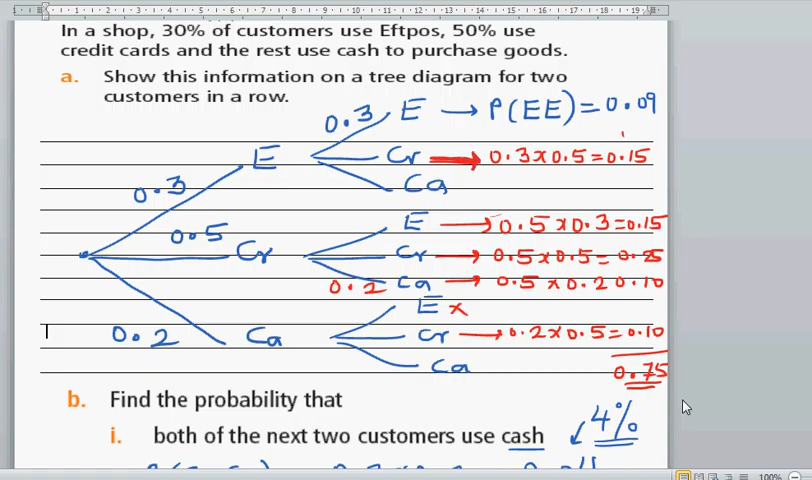 In a shop, 30% of customers use Eftpos, 50% use
credit cards and the rest use cash to purchase goods.
a. Show this information on a tree diagram for two
customers in a row.
0.3 E → P(EE) = 0.09
E Cr → 0.3 x 0.5 = 0.15
0.3 Ca
0.5 E → 0.5 x 0.3 = 0.15
Cr Cr → 0.5 x 0.5 = 0.25
0.2 Ca → 0.5 x 0.2 0.10
E x
0.2 Ca Cr → 0.2 x 0.5 = 0.10
Ca 0.75
b. Find the probability that
4%
i. both of the next two customers use cash
100%